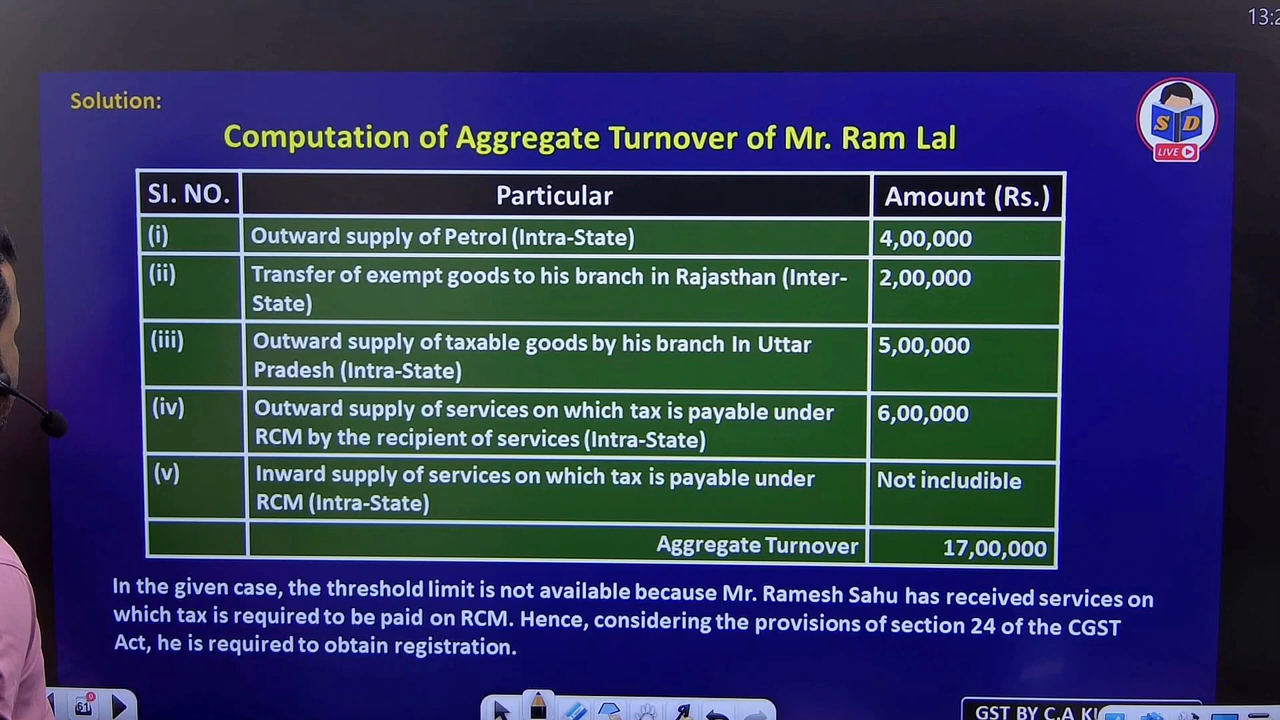 13:2
Solution:
Computation of Aggregate Turnover of Mr. Ram Lal
S D
LIVE
SI. NO. Particular Amount (Rs.)
(i) Outward supply of Petrol (Intra-State) 4,00,000
(ii) Transfer of exempt goods to his branch in Rajasthan (Inter-
State) 2,00,000
(iii) Outward supply of taxable goods by his branch In Uttar
Pradesh (Intra-State) 5,00,000
(iv) Outward supply of services on which tax is payable under
RCM by the recipient of services (Intra-State) 6,00,000
(v) Inward supply of services on which tax is payable under
RCM (Intra-State) Not includible
Aggregate Turnover 17,00,000
In the given case, the threshold limit is not available because Mr. Ramesh Sahu has received services on
which tax is required to be paid on RCM. Hence, considering the provisions of section 24 of the CGST
Act, he is required to obtain registration.
61
GST BY C.A